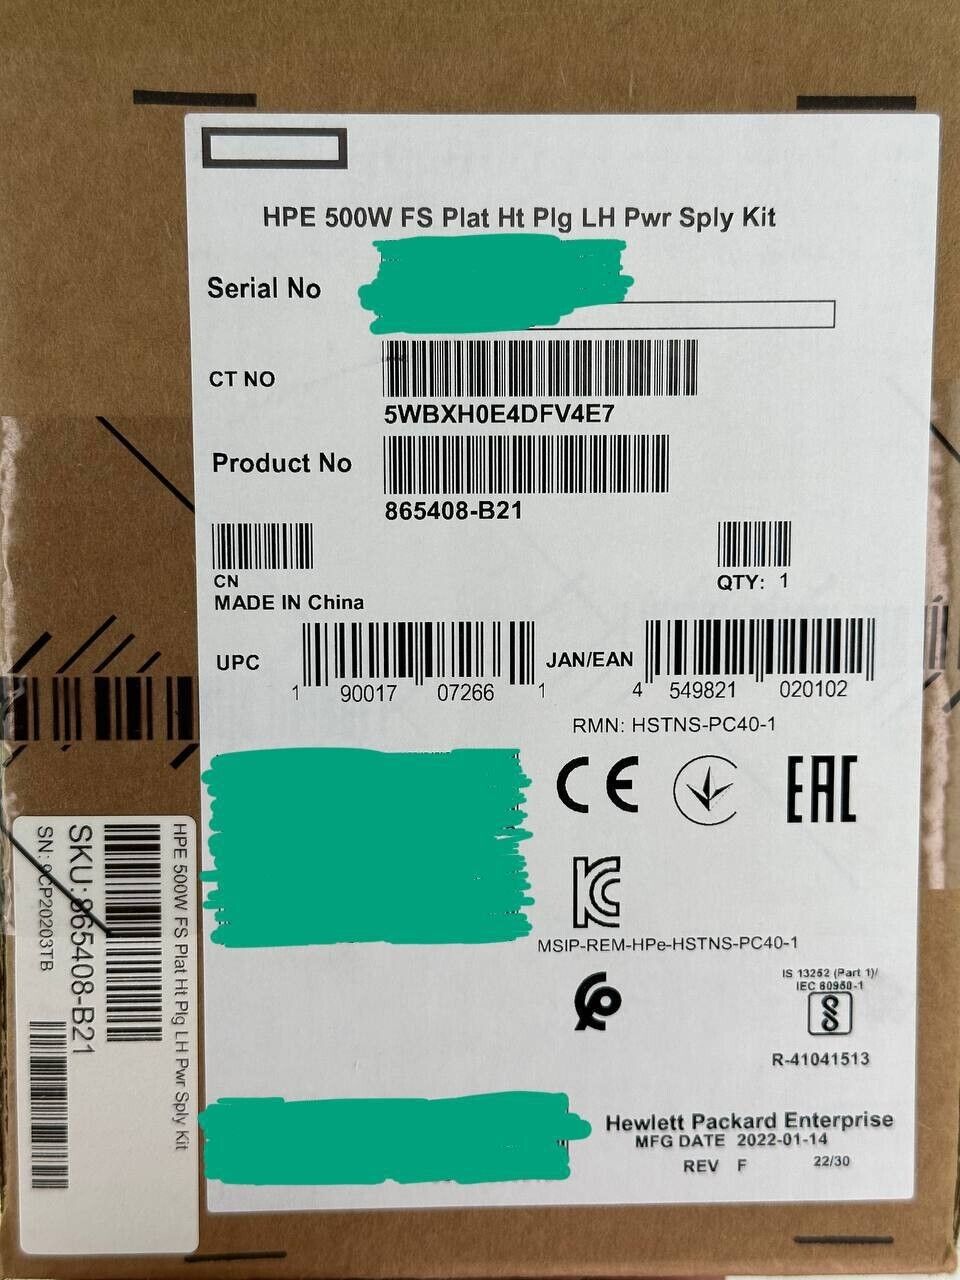 HPE 500W FS Plat Ht Plg LH Pwr Sply Kit
Serial No
CT NO
5WBXH0E4DFV4E7
Product No
865408-B21
CN
MADE IN China
QTY: 1
UPC
1 90017 07266 1
JAN/EAN
4 549821 020102
RMN: HSTNS-PC40-1
CE
EAC
MSIP-REM-HPe-HSTNS-PC40-1
IS 13252 (Part 1)/
IEC 60950-1
R-41041513
Hewlett Packard Enterprise
MFG DATE 2022-01-14
REV F 22/30
HPE 500W FS Plat Ht Plg LH Pwr Sply Kit
SKU: 865408-B21
SN: